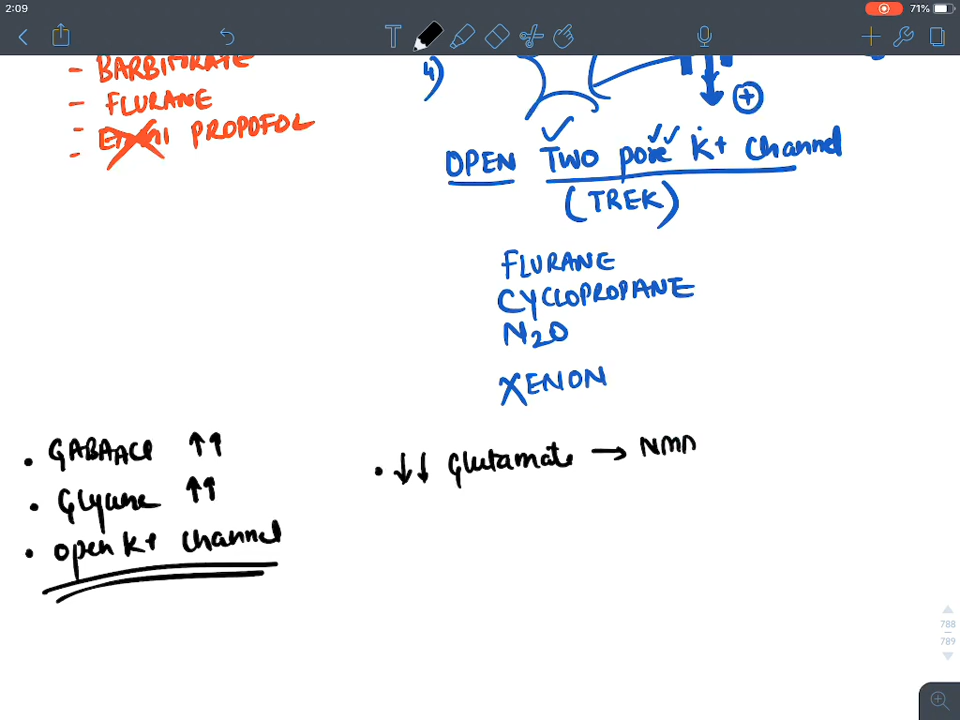 2:09
71%
T
- BARBITURATE
- FLURANE
- PROPOFOL
-
4)
+
OPEN Two pore K+ Channel
(TREK)
FLURANE
CYCLOPROPANE
N2O
XENON
• GABAACl ↑↑
• Glycine ↑↑
• open K+ channel
• ↓↓ Glutamate → NMD
788
789